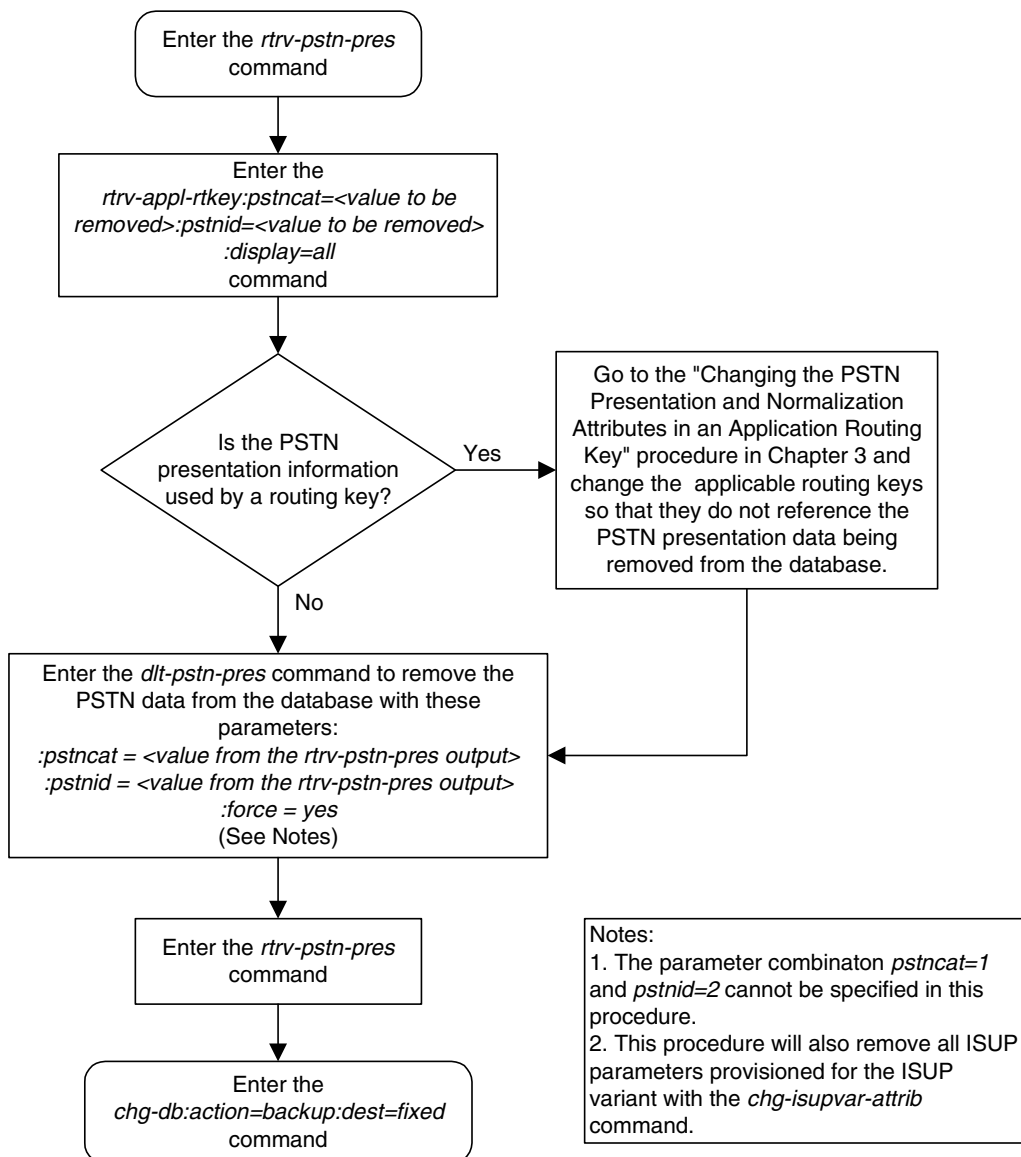 Enter the rtrv-pstn-pres
command
Enter the
rtrv-appl-rtkey:pstncat=<value to be
removed>:pstnid=<value to be removed>
:display=all
command
Is the PSTN
presentation information
used by a routing key?
Yes
Go to the "Changing the PSTN
Presentation and Normalization
Attributes in an Application Routing
Key" procedure in Chapter 3 and
change the applicable routing keys
so that they do not reference the
PSTN presentation data being
removed from the database.
No
Enter the dlt-pstn-pres command to remove the
PSTN data from the database with these
parameters:
:pstncat = <value from the rtrv-pstn-pres output>
:pstnid = <value from the rtrv-pstn-pres output>
:force = yes
(See Notes)
Enter the rtrv-pstn-pres
command
Enter the
chg-db:action=backup:dest=fixed
command
Notes:
1. The parameter combinaton pstncat=1
and pstnid=2 cannot be specified in this
procedure.
2. This procedure will also remove all ISUP
parameters provisioned for the ISUP
variant with the chg-isupvar-attrib
command.